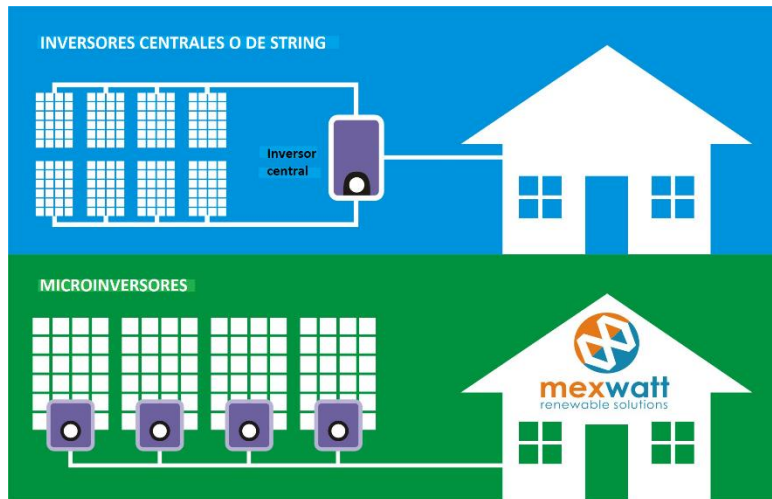 INVERSORES CENTRALES O DE STRING
Inversor
central
MICROINVERSORES
mexwatt
renewable solutions